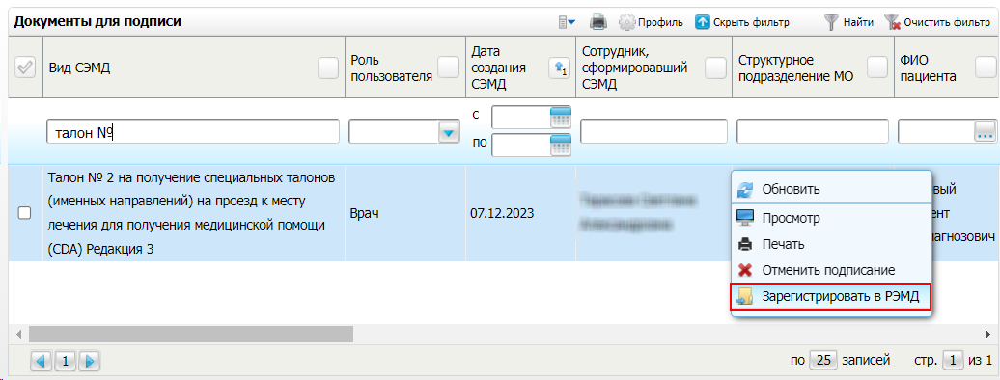 Документы для подписи
Профиль
Скрыть фильтр
Найти
Очистить фильтр
Вид СЭМД
Роль
пользователя
Дата
создания
СЭМД
1
Сотрудник,
сформировавший
СЭМД
Структурное
подразделение МО
ФИО
пациента
талон №
с
по
...
Талон № 2 на получение специальных талонов
(именных направлений) на проезд к месту
лечения для получения медицинской помощи
(CDA) Редакция 3
Врач
07.12.2023
вый
ент
агнозович
Обновить
Просмотр
Печать
Отменить подписание
Зарегистрировать в РЭМД
1
по 25 записей
стр. 1 из 1